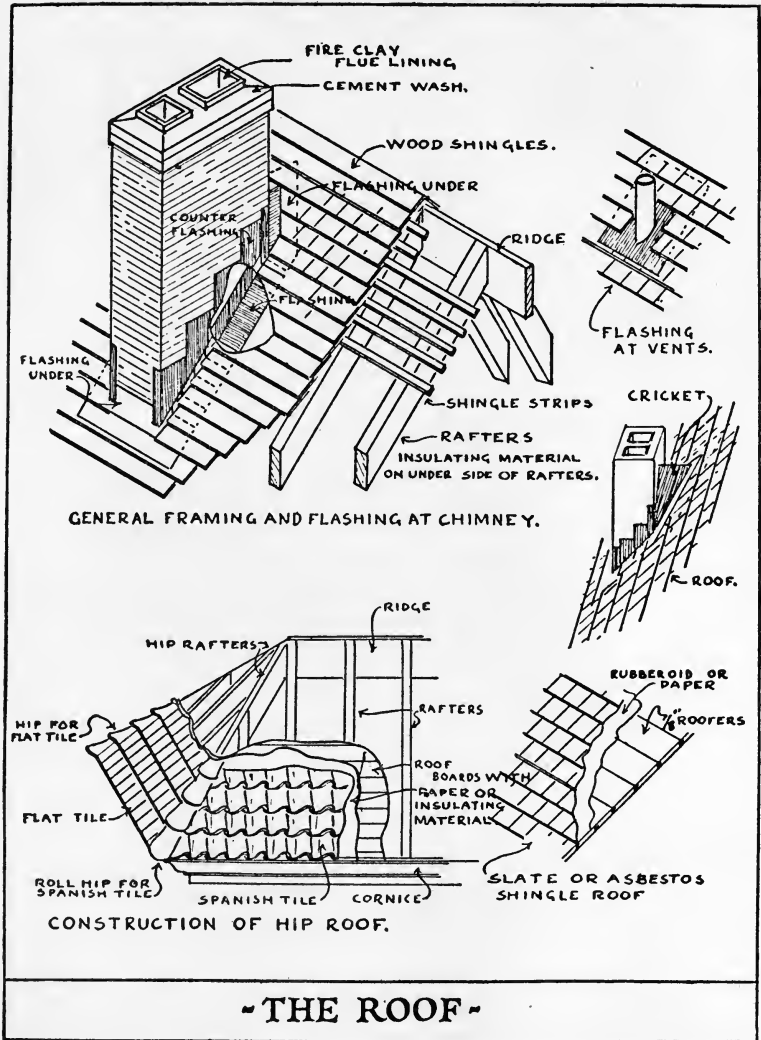 FIRE CLAY
FLUE LINING
CEMENT WASH.
WOOD SHINGLES.
FLASHING UNDER
COUNTER
FLASHING
FLASHING
RIDGE
FLASHING
AT VENTS.
FLASHING
UNDER
SHINGLE STRIPS
RAFTERS
INSULATING MATERIAL
ON UNDER SIDE OF RAFTERS.
CRICKET
GENERAL FRAMING AND FLASHING AT CHIMNEY.
ROOF.
RIDGE
HIP RAFTERS
RAFTERS
HIP FOR
FLAT TILE
ROOF
BOARDS WITH
PAPER OR
INSULATING
MATERIAL
FLAT TILE
ROLL HIP FOR
SPANISH TILE
SPANISH TILE
CORNICE
RUBBEROID OR
PAPER
7/8" ROOFERS
SLATE OR ASBESTOS
SHINGLE ROOF
CONSTRUCTION OF HIP ROOF.
-THE ROOF-